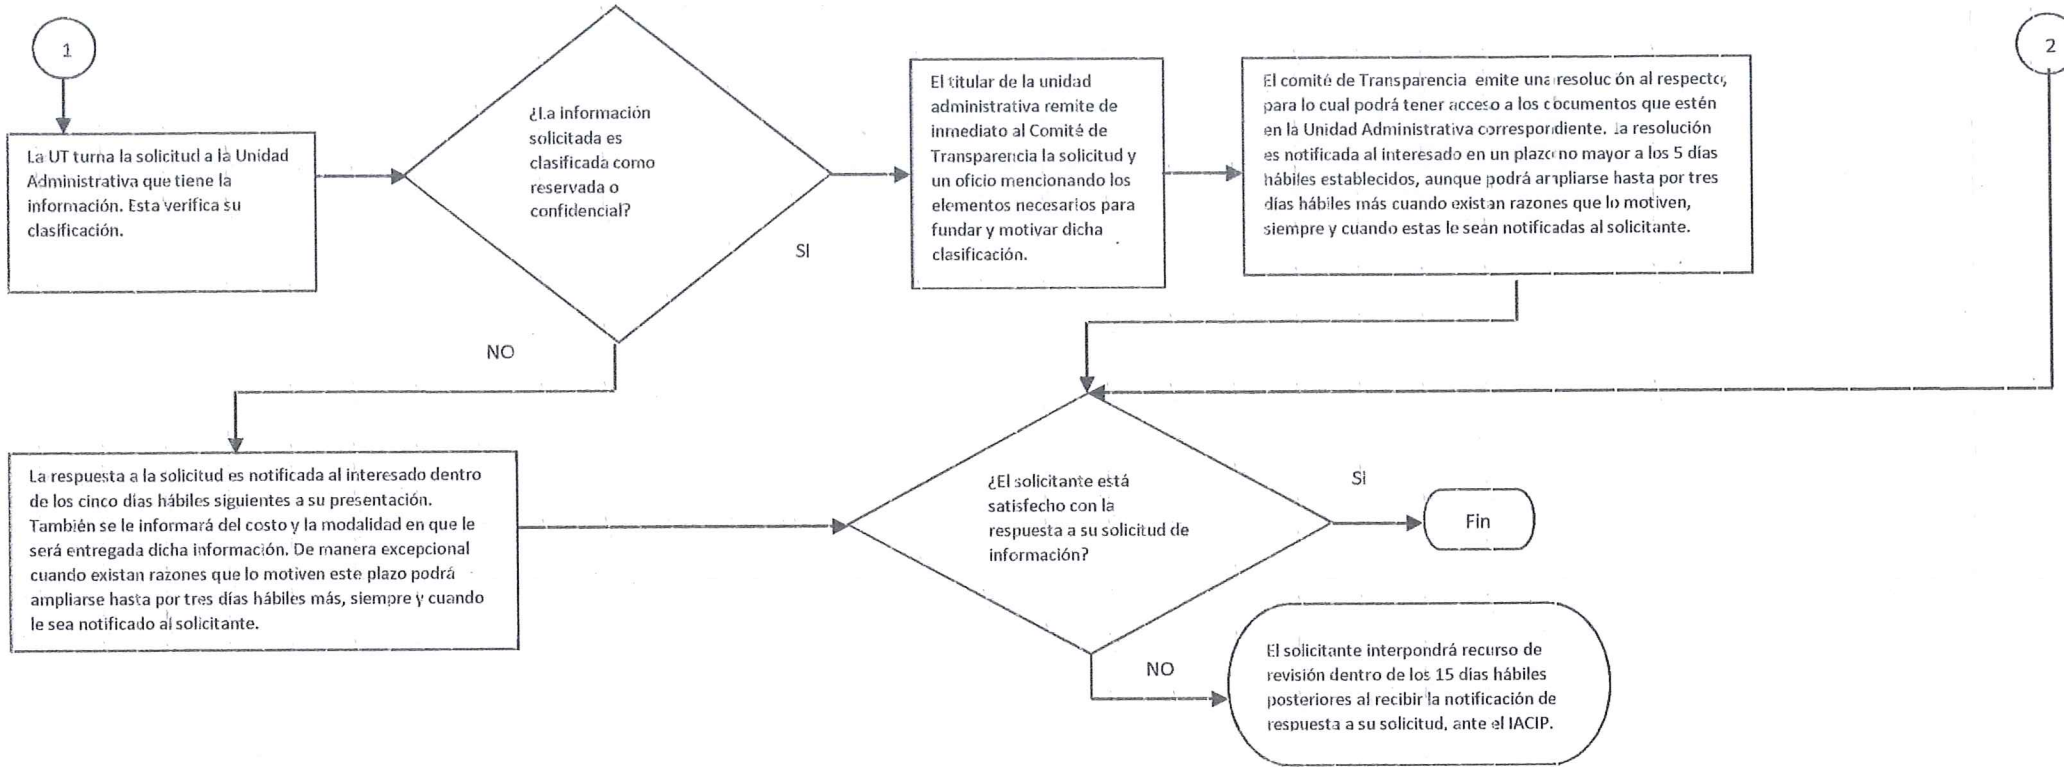 1
La UT turna la solicitud a la Unidad
Administrativa que tiene la
información. Esta verifica su
clasificación.
¿La información
solicitada es
clasificada como
reservada o
confidencial?
SI
NO
El titular de la unidad
administrativa remite de
inmediato al Comité de
Transparencia la solicitud y
un oficio mencionando los
elementos necesarios para
fundar y motivar dicha
clasificación.
El comité de Transparencia emite una resolución al respecto,
para lo cual podrá tener acceso a los documentos que estén
en la Unidad Administrativa correspondiente. la resolución
es notificada al interesado en un plazo no mayor a los 5 días
hábiles establecidos, aunque podrá ampliarse hasta por tres
días hábiles más cuando existan razones que lo motiven,
siempre y cuando estas le sean notificadas al solicitante.
2
La respuesta a la solicitud es notificada al interesado dentro
de los cinco días hábiles siguientes a su presentación.
También se le informará del costo y la modalidad en que le
será entregada dicha información. De manera excepcional
cuando existan razones que lo motiven este plazo podrá
ampliarse hasta por tres días hábiles más, siempre y cuando
le sea notificado al solicitante.
¿El solicitante está
satisfecho con la
respuesta a su solicitud de
información?
SI
Fin
NO
El solicitante interpondrá recurso de
revisión dentro de los 15 días hábiles
posteriores al recibir la notificación de
respuesta a su solicitud, ante el IACIP.